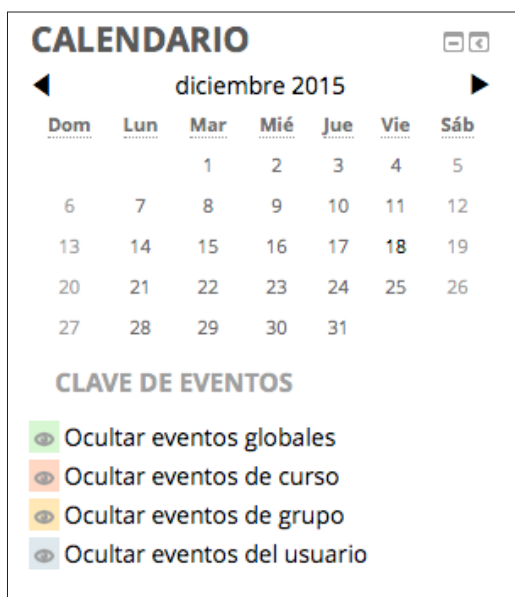 CALENDARIO
diciembre 2015
Dom Lun Mar Mié Jue Vie Sáb
1 2 3 4 5
6 7 8 9 10 11 12
13 14 15 16 17 18 19
20 21 22 23 24 25 26
27 28 29 30 31
CLAVE DE EVENTOS
Ocultar eventos globales
Ocultar eventos de curso
Ocultar eventos de grupo
Ocultar eventos del usuario